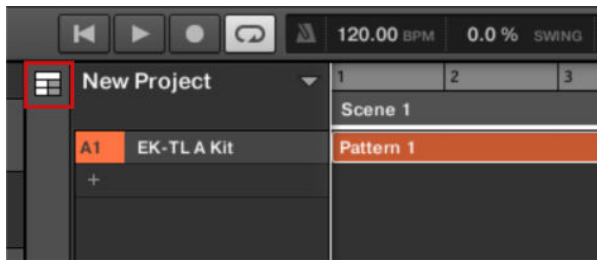 120.00 BPM 0.0 % SWING
New Project 1 2 3
Scene 1
A1 EK-TL A Kit Pattern 1
+